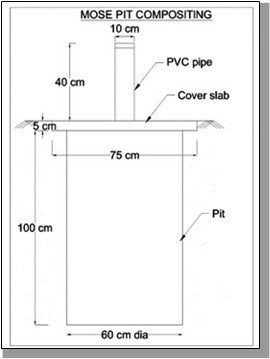 MOSE PIT COMPOSITING
10 cm
40 cm
PVC pipe
Cover slab
5 cm
75 cm
Pit
100 cm
60 cm dia